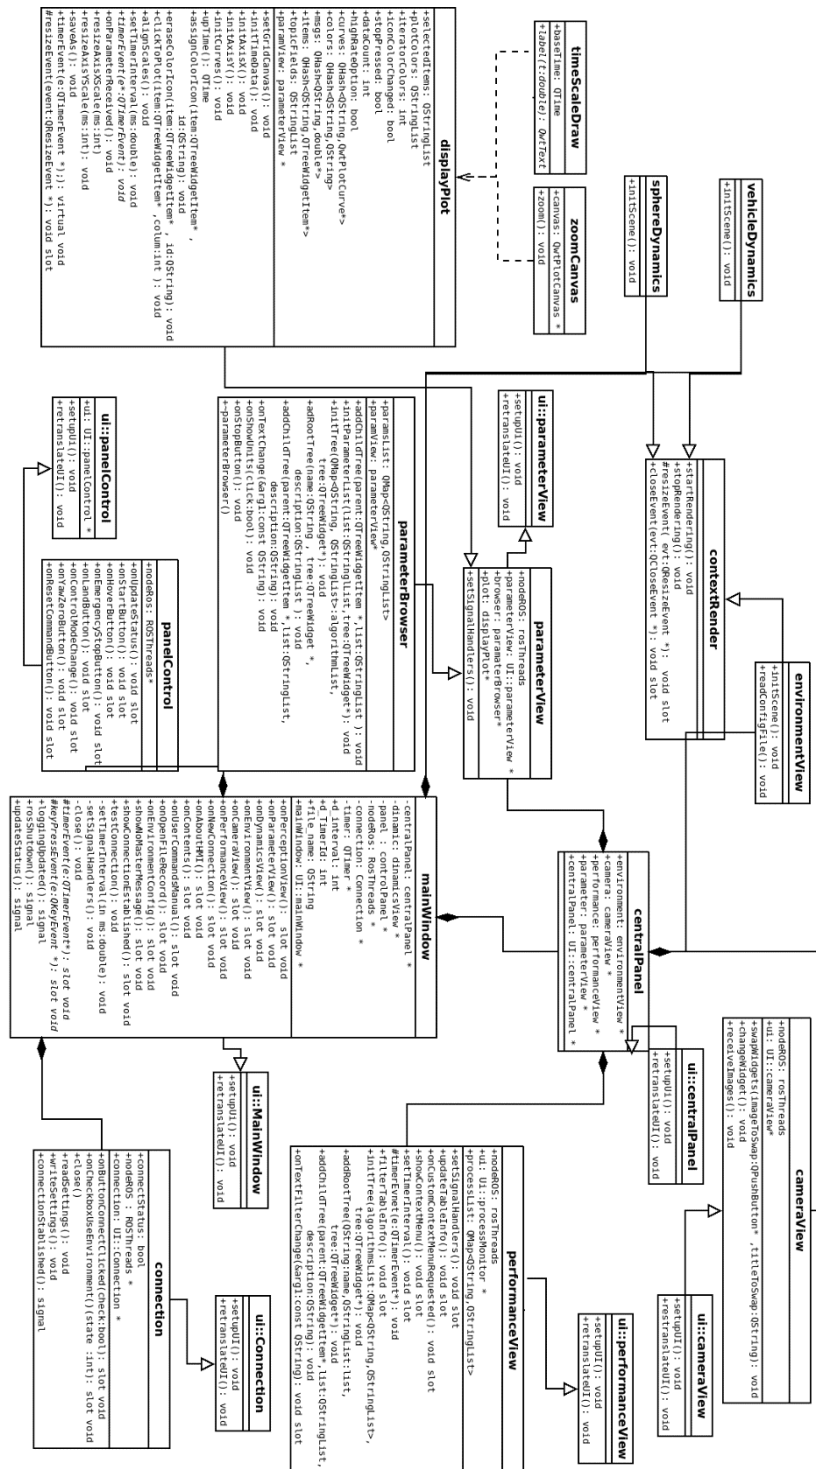 timeScaleDraw
+baseTime: QTime
+label(t:double): QwtText
zoomCanvas
+canvas: QwtPlotCanvas *
+zoom(): void
sphereDynamics
+initScene(): void
vehicleDynamics
+initScene(): void
displayPlot
+selectedItems: QStringList
+plotColors: QStringList
+iteratorColors: int
+iconColorChanged: bool
+stopPressed: bool
+dataCount: int
+highRateOption: bool
+curves: QHash<QString,QwtPlotCurve*>
+colors: QHash<QString,QString>
+msgs: QHash<QString,double*>
+items: QHash<QString,QTreeWidgetItem*>
+topicFields: QStringList
+paramView: parameterView *
+setGridCanvas(): void
+initTimeData(): void
+initAxisX(): void
+initAxisY(): void
+initCurves(): void
+upTime(): QTime
+assignColorIcon(item:QTreeWidgetItem* ,
id:QString): void
+eraseColorIcon(item:QTreeWidgetItem* , id:QString): void
+clickToPlot(item:QTreeWidgetItem* ,colum:int ): void
+alignScales(): void
+setTimerInterval(ms:double): void
+timerEvent(e*:QTimerEvent): void
+onParameterReceived(): void
+resizeAxisXScale(ms:int): void
+resizeAxisYScale(ms:int): void
+saveAs(): void
+timerEvent(e:QTimerEvent *);): virtual void
#resizeEvent(event:QResizeEvent *): void slot
ui::parameterView
+setupUi(): void
+retranslateUI(): void
contextRender
+startRendering(): void
+stopRendering(): void
#resizeEvent( evt:QResizeEvent *):  void slot
+closeEvent(evt:QCloseEvent *): void slot
environmentView
+initScene(): void
+readConfigFile(): void
parameterBrowser
+paramsList: QMap<QString,QStringList>
+paramView: parameterView*
+addChildTree(parent:QTreeWidgetItem *,list:QStringList ): void
+initParameterList(list:QStringlList,tree:QTreeWidget*): void
+initTree(QMap<QString, QStringList>:algorithmList,
tree:QTreeWidget*): void
+adRootTree(name:QString , tree:QTreeWidget *,
description:QStringList ): void
+addChildTree(parent:QTreeWidgetItem *,list:QStringList,
description:QString): void
+onTextChange(&arg1:const QString): void
+onShowUnits(click:bool): void
+onStopButton(): void
+~parameterBrowser()
parameterView
+nodeROS: rosThreads
+parameterView: UI::parameterView *
+browser: paramaterBrowser*
+plot: displayPlot*
+setSignalHandlers(): void
ui::panelControl
+ui: UI::panelControl *
+setupUi(): void
+retranslateUI(): void
panelControl
+nodeRos: ROSThreads*
+onUpdateStatus(): void slot
+onStartButton(): void slot
+onHoverButton(): void slot
+onEmergencyStopButton: void slot
+onLandButton(): void slot
+onControlModeChange(): void slot
+onYawZeroButton(): void slot
+onResetCommandButton(): void slot
mainWindow
-centralPanel: centralPanel *
-dinamic: dinamicsView *
-panel : controlPanel *
-nodeRos: RosThreads *
-connection: Connection *
-timer: QTimer *
+d_interval: int
+d_TimerId: int
+file_name: QString
+mainWindow: UI::mainWindow *
+onPerceptionView(): slot void
+onParameterView(): slot void
+onDynamicsView(): slot void
+onEnvironmentView(): slot void
+onCameraView(): slot void
+onPerformanceView(): slot void
+onNewConnection(): slot void
+onAboutHMI(): slot void
+onContents(): slot void
+onUserCommandsManual(): slot void
+onOpenFileRecord(): slot void
+onEnvironmentConfig(): slot void
+showNoMasterMessage(): slot void
+showConnectionEstablished(): slot void
+testConnection(): slot void
-setTimerInterval(in ms:double): void
-setSignalHandlers(): void
-close(): void
#timerEvent(e:QTimerEvent*): slot void
#keyPressEvent(e:QKeyEvent *): slot void
+loggingUpdated(): signal
+rosShutdown(): signal
+updateStatus(): signal
centralPanel
+environment: environmentView *
+camera: cameraView *
+performance: performanceView *
+parameter: parameterView *
+centralPanel: UI::centralPanel *
ui::centralPanel
+setupUi(): void
+retranslateUI(): void
cameraView
+nodeROS: rosThreads
+ui: UI::cameraView*
+swapWidgets(imageToSwap:QPushButton* ,titleToSwap:QString): void
+changeWidget(): void
+receiveImages(): void
ui::MainWindow
+setupUi(): void
+retranslateUI(): void
ui::cameraView
+setupUI(): void
+restranslateUI(): void
connection
+connectStatus: bool
+nodeROS : ROSThreads *
+connection: UI::Connection *
+onButtonConnectClicked(check:bool): slot void
+onCheckboxUseEnvironment()(state :int): slot void
+close()
+readSettings(): void
+writeSettings(): void
+connectionStablished(): signal
ui::Connection
+setupUI(): void
+retranslateUI(): void
performanceView
+nodeROS: rosThreads
+ui: Ui::processMonitor *
+processList: QMap<QString,QStringList>
+setSignalHandlers(): void
+updateTableInfo(): void slot
+onCustomContextMenuRequested(): void slot
+showContextMenu(): void slot
+setTimerInterval(): void slot
#timerEvnet(e:QTimerEvent*): void
+filterTableInfo(): void slot
+initTree(algorithmsList:QMap<QString,QStringList>,
tree:QTreeWidget*): void
+addRootTree(QString:name,QStringList:list,
tree:QTreeWidget*): void
+addChildTree(parent:QTreeWidgetItem*,list:QStringList,
description:QString): void
+onTextFilterChange(&arg1:const QString): void slot
ui::performanceView
+setupUI(): void
+retranslateUI(): void